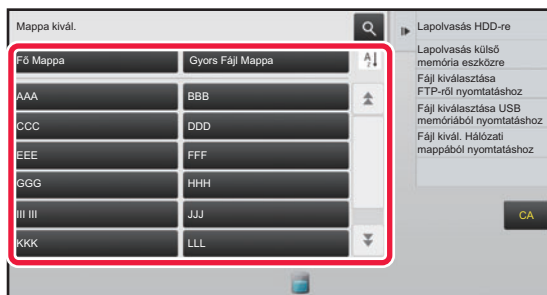 Mappa kivál.
Fő Mappa
Gyors Fájl Mappa
AAA
BBB
CCC
DDD
EEE
FFF
GGG
HHH
III III
JJJ
KKK
LLL
Lapolvasás HDD-re
Lapolvasás külső
memória eszközre
Fájl kiválasztása
FTP-ről nyomtatáshoz
Fájl kiválasztása USB
memóriából nyomtatáshoz
Fájl kivál. Hálózati
mappából nyomtatáshoz
CA